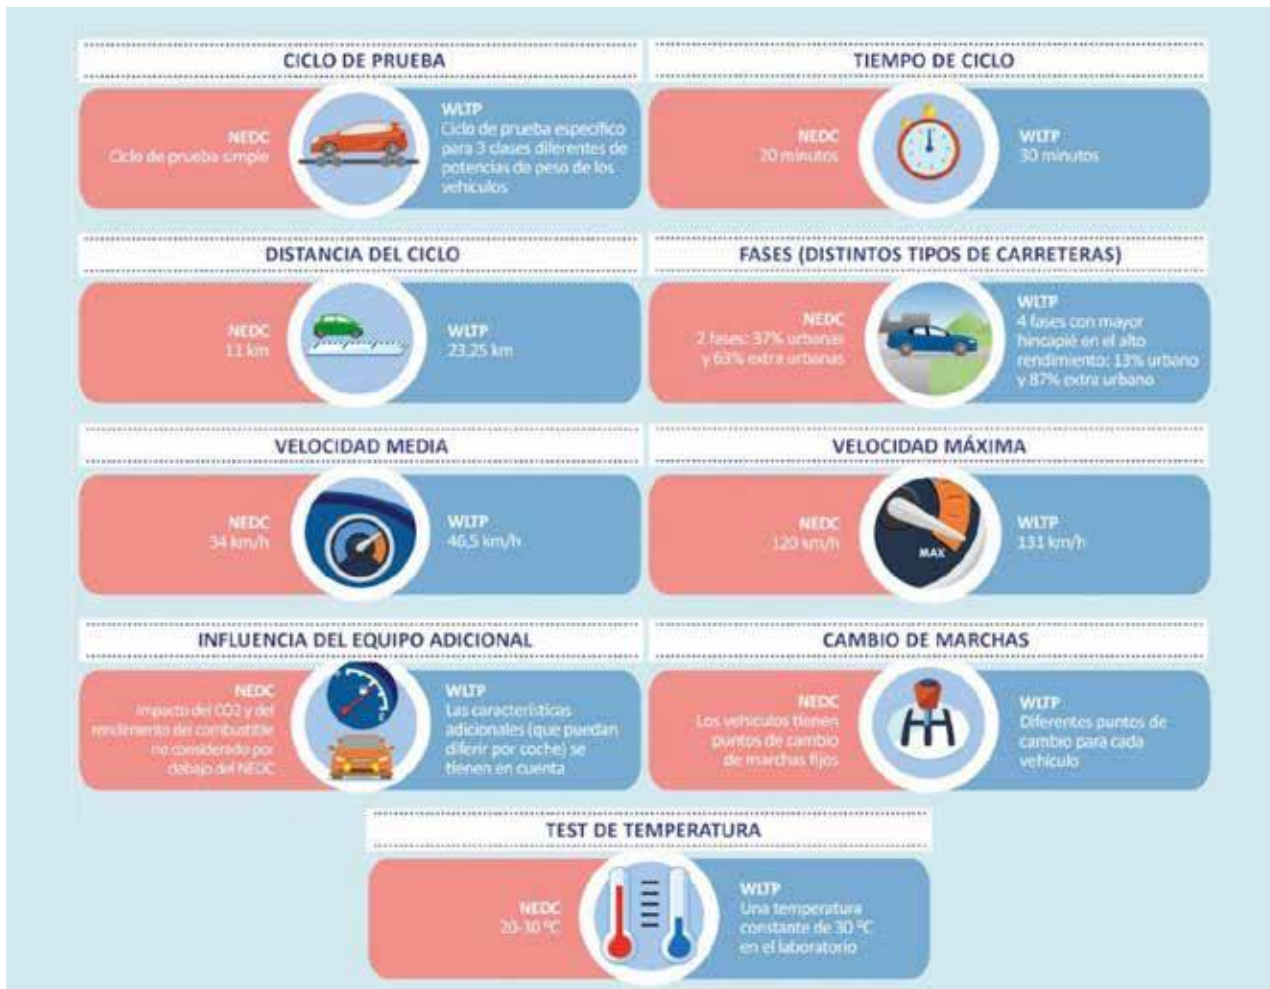 CICLO DE PRUEBA
NEDC
Ciclo de prueba simple
WLTP
Ciclo de prueba específico
para 3 clases diferentes de
potencias de peso de los
vehículos
TIEMPO DE CICLO
NEDC
20 minutos
WLTP
30 minutos
DISTANCIA DEL CICLO
NEDC
11 km
WLTP
23,25 km
FASES (DISTINTOS TIPOS DE CARRETERAS)
NEDC
2 fases: 37% urbanas
y 63% extra urbanas
WLTP
4 fases con mayor
hincapié en el alto
rendimiento: 13% urbano
y 87% extra urbano
VELOCIDAD MEDIA
NEDC
34 km/h
WLTP
46,5 km/h
VELOCIDAD MÁXIMA
NEDC
120 km/h
MAX
WLTP
131 km/h
INFLUENCIA DEL EQUIPO ADICIONAL
NEDC
Impacto del CO2 y del
rendimiento del combustible
no considerado por
debajo del NEDC
WLTP
Las características
adicionales (que puedan
diferir por coche) se
tienen en cuenta
CAMBIO DE MARCHAS
NEDC
Los vehículos tienen
puntos de cambio
de marchas fijos
WLTP
Diferentes puntos de
cambio para cada
vehículo
TEST DE TEMPERATURA
NEDC
20-30 ºC
WLTP
Una temperatura
constante de 30 ºC
en el laboratorio